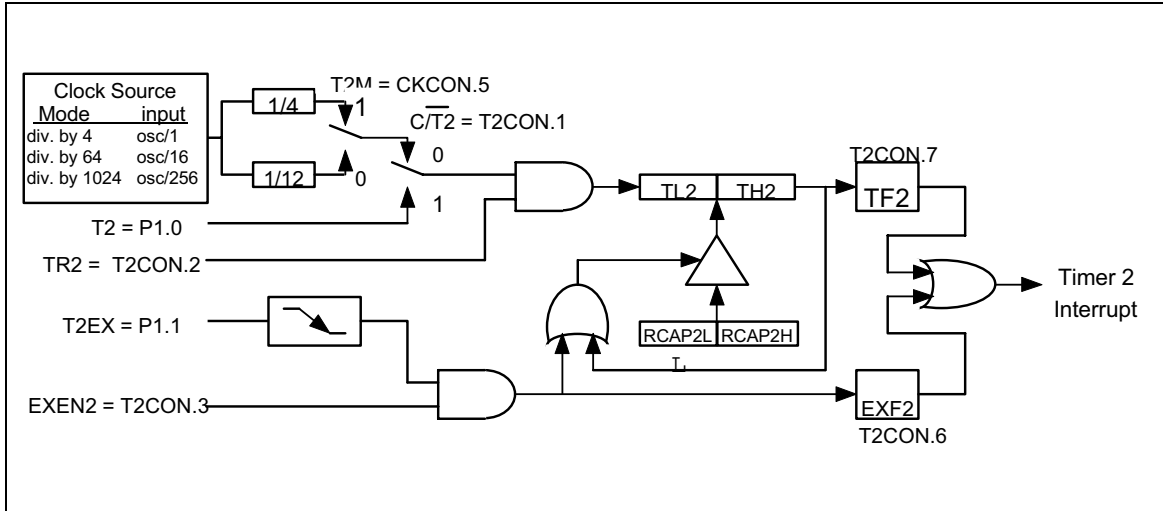 Clock Source
Mode input
div. by 4 osc/1
div. by 64 osc/16
div. by 1024 osc/256
1/4
1/12
T2M = CKCON.5
1
0
C/T2 = T2CON.1
0
1
T2 = P1.0
TR2 = T2CON.2
T2EX = P1.1
EXEN2 = T2CON.3
TL2 TH2
RCAP2L RCAP2H
T2CON.7
TF2
EXF2
T2CON.6
Timer 2
Interrupt